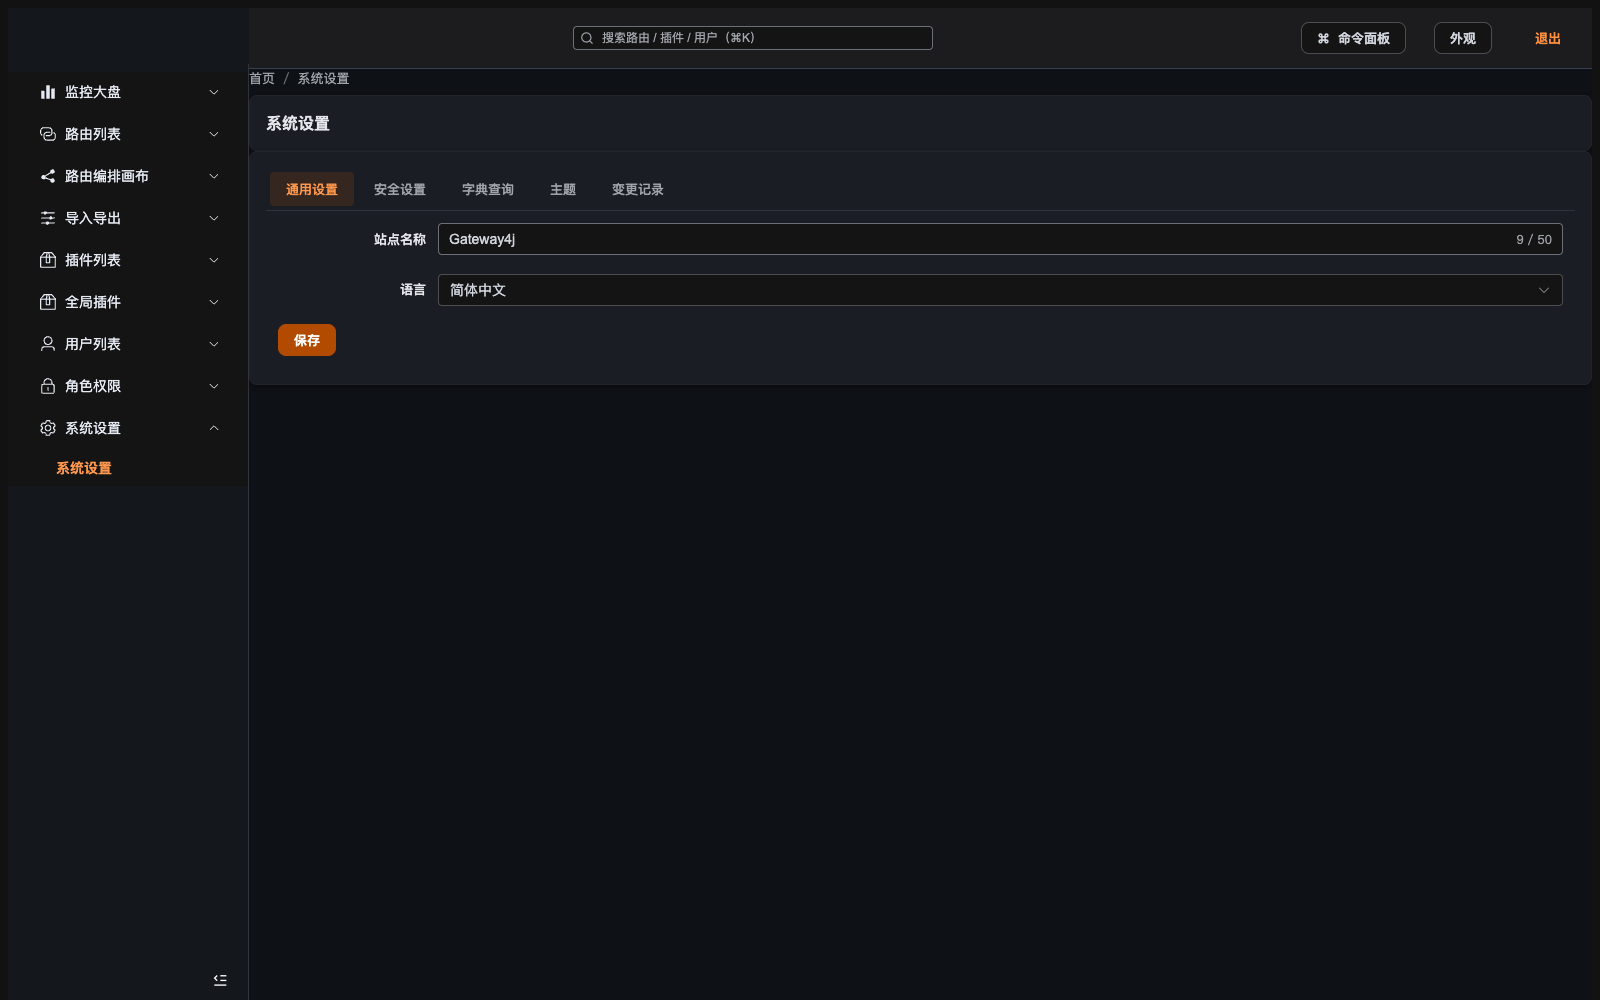 搜索路由 / 插件 / 用户（⌘K）
⌘ 命令面板
外观
退出
监控大盘
路由列表
路由编排画布
导入导出
插件列表
全局插件
用户列表
角色权限
系统设置
系统设置
首页 / 系统设置
系统设置
通用设置 安全设置 字典查询 主题 变更记录
站点名称 Gateway4j 9 / 50
语言 简体中文
保存